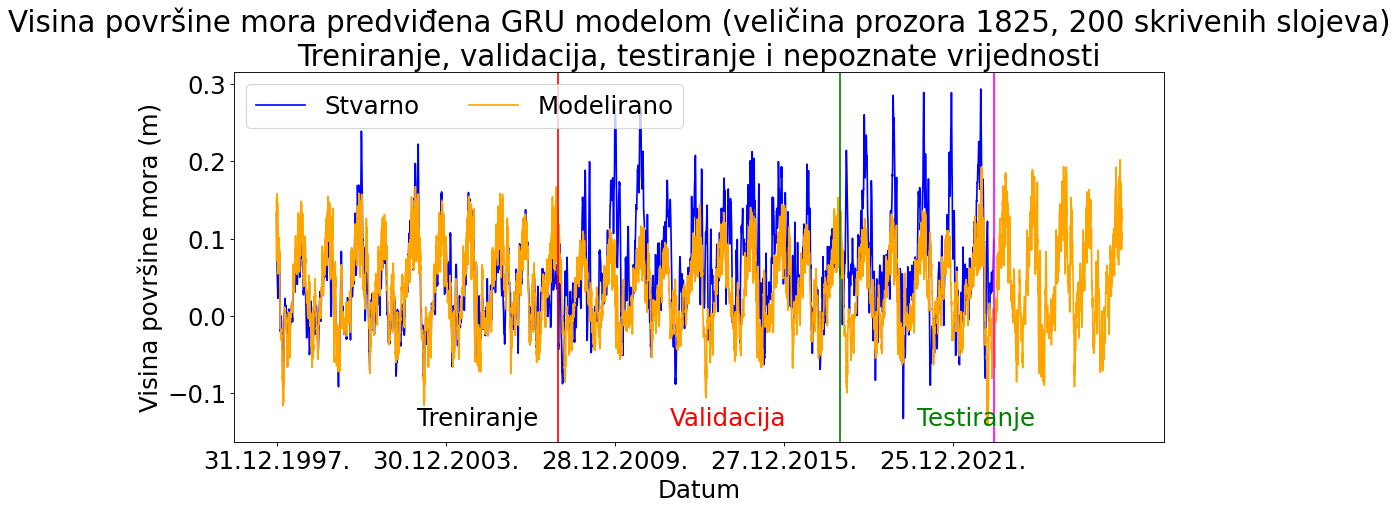 Visina površine mora predviđena GRU modelom (veličina prozora 1825, 200 skrivenih slojeva)
Treniranje, validacija, testiranje i nepoznate vrijednosti
Stvarno
Modelirano
Visina površine mora (m)
0.3
0.2
0.1
0.0
−0.1
Treniranje
Validacija
Testiranje
31.12.1997.
30.12.2003.
28.12.2009.
27.12.2015.
25.12.2021.
Datum